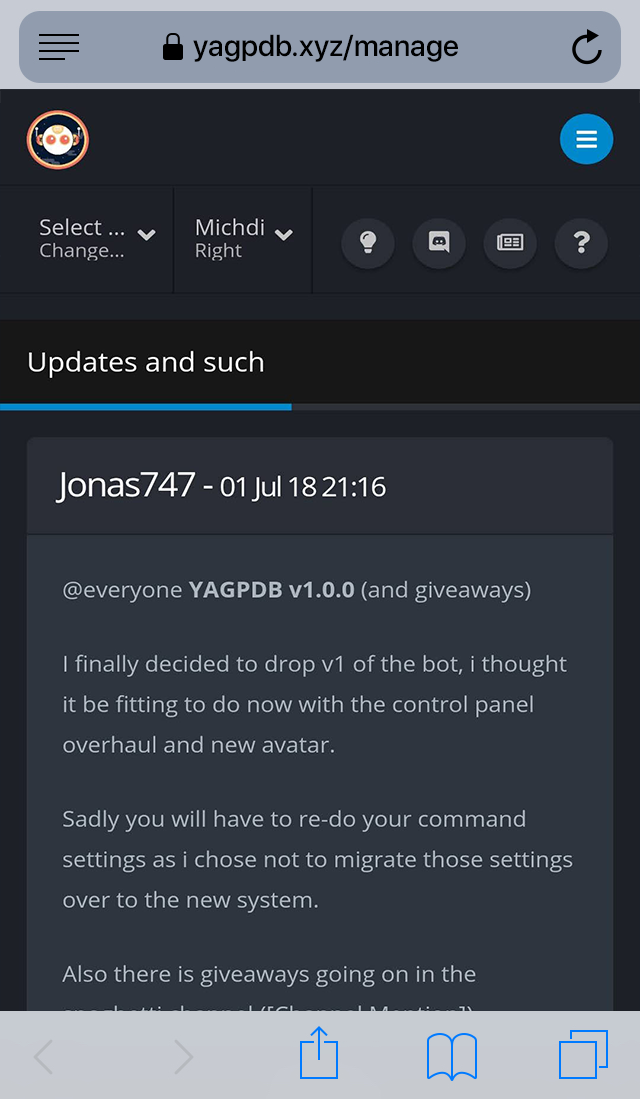 yagpdb.xyz/manage
Select ...
Change...
Michdi
Right
?
Updates and such
Jonas747 - 01 Jul 18 21:16
@everyone YAGPDB v1.0.0 (and giveaways)
I finally decided to drop v1 of the bot, i thought
it be fitting to do now with the control panel
overhaul and new avatar.
Sadly you will have to re-do your command
settings as i chose not to migrate those settings
over to the new system.
Also there is giveaways going on in the
spaghetti channel ([Channel Mention])